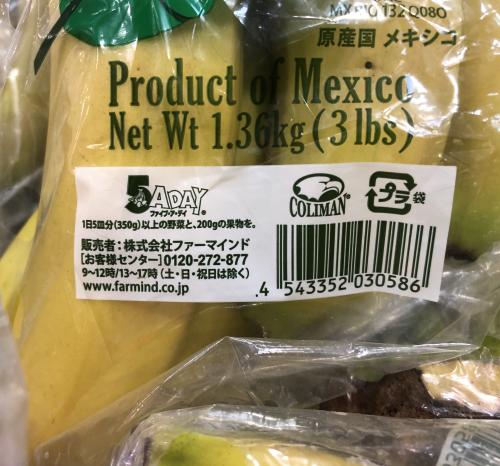 MX BIO 132 Q080
原産国 メキシコ
Product of Mexico
Net Wt 1.36kg (3 lbs)
5 A DAY
ファイブ・ア・デイ
1日5皿分(350g)以上の野菜と、200gの果物を。
COLIMAN
プラ 袋
販売者:株式会社ファーマインド
[お客様センター] 0120-272-877
9~12時/13~17時 (土・日・祝日は除く)
www.farmind.co.jp
.4 543352 030586